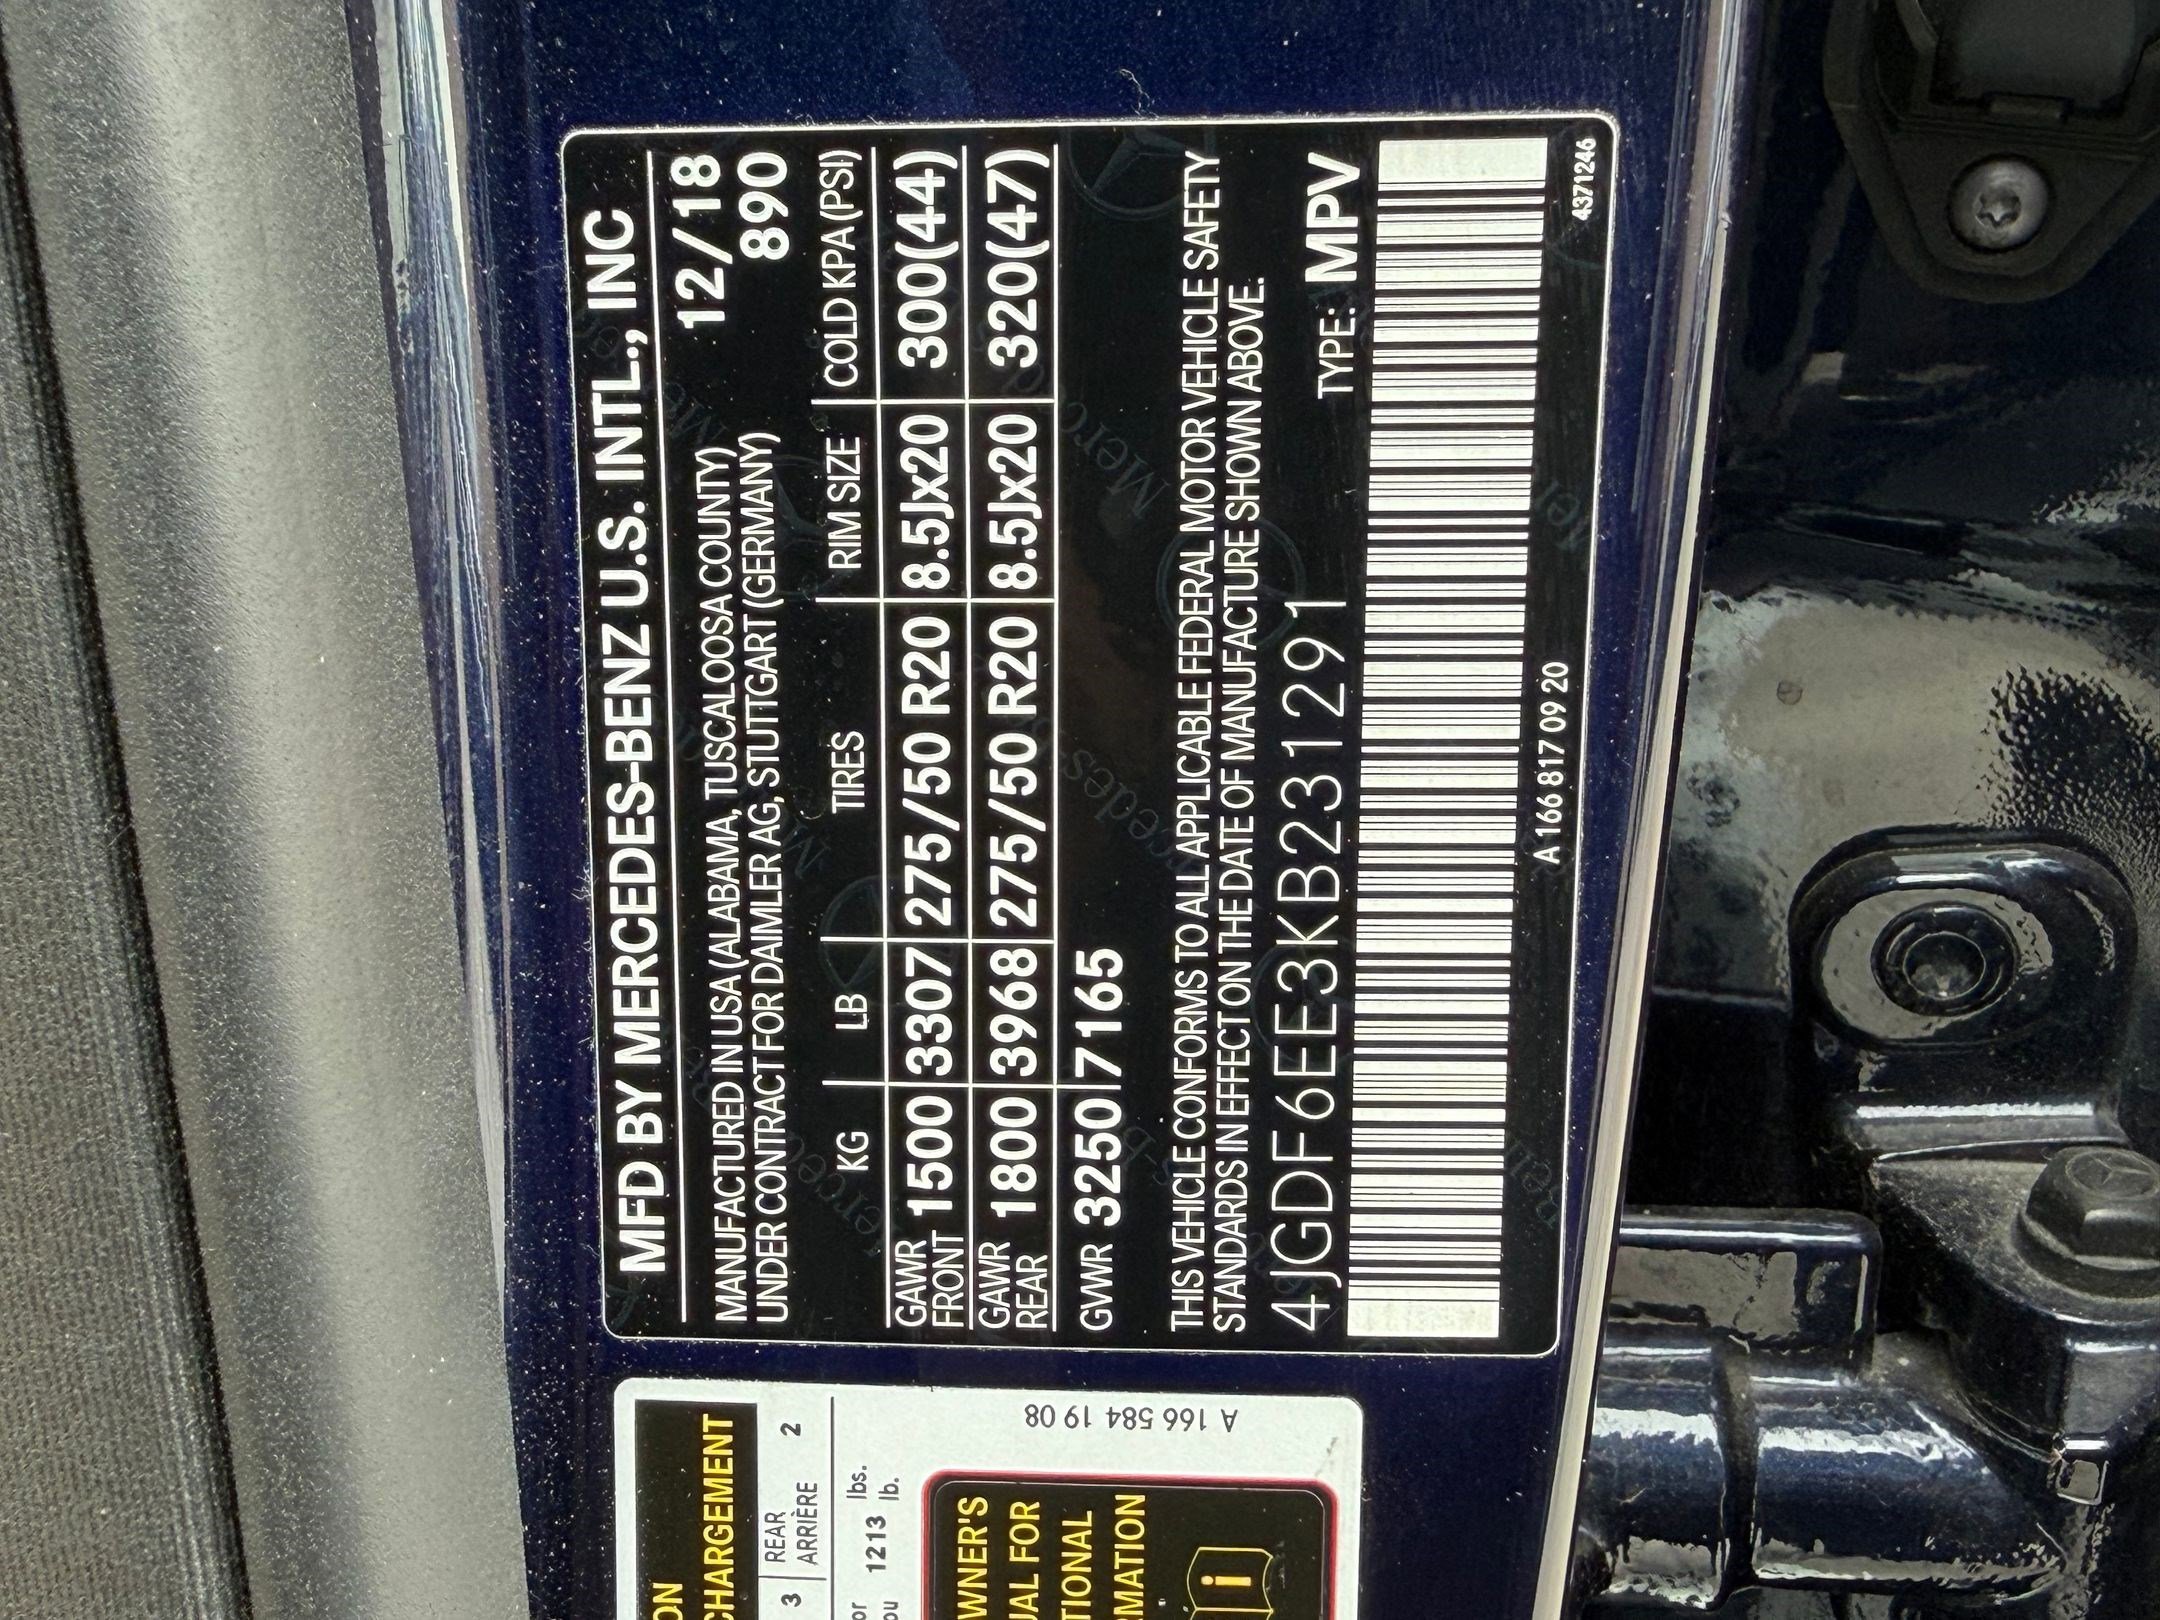 MFD BY MERCEDES-BENZ U.S. INTL., INC
MANUFACTURED IN USA (ALABAMA, TUSCALOOSA COUNTY) 12/18
UNDER CONTRACT FOR DAIMLER AG, STUTTGART (GERMANY) 890
KG LB TIRES RIM SIZE COLD KPA (PSI)
GAWR FRONT 1500 3307 275/50 R20 8.5Jx20 300(44)
GAWR REAR 1800 3968 275/50 R20 8.5Jx20 320(47)
GVWR 3250 7165
THIS VEHICLE CONFORMS TO ALL APPLICABLE FEDERAL MOTOR VEHICLE SAFETY
STANDARDS IN EFFECT ON THE DATE OF MANUFACTURE SHOWN ABOVE.
4JGDF6EE3KB231291 TYPE: MPV
A 166 817 09 20
4371246
CHARGEMENT
3 REAR 2
ARRIÈRE
or lbs.
ou 1213 lb.
A 166 584 19 08
OWNER'S
UAL FOR
TIONAL
RMATION